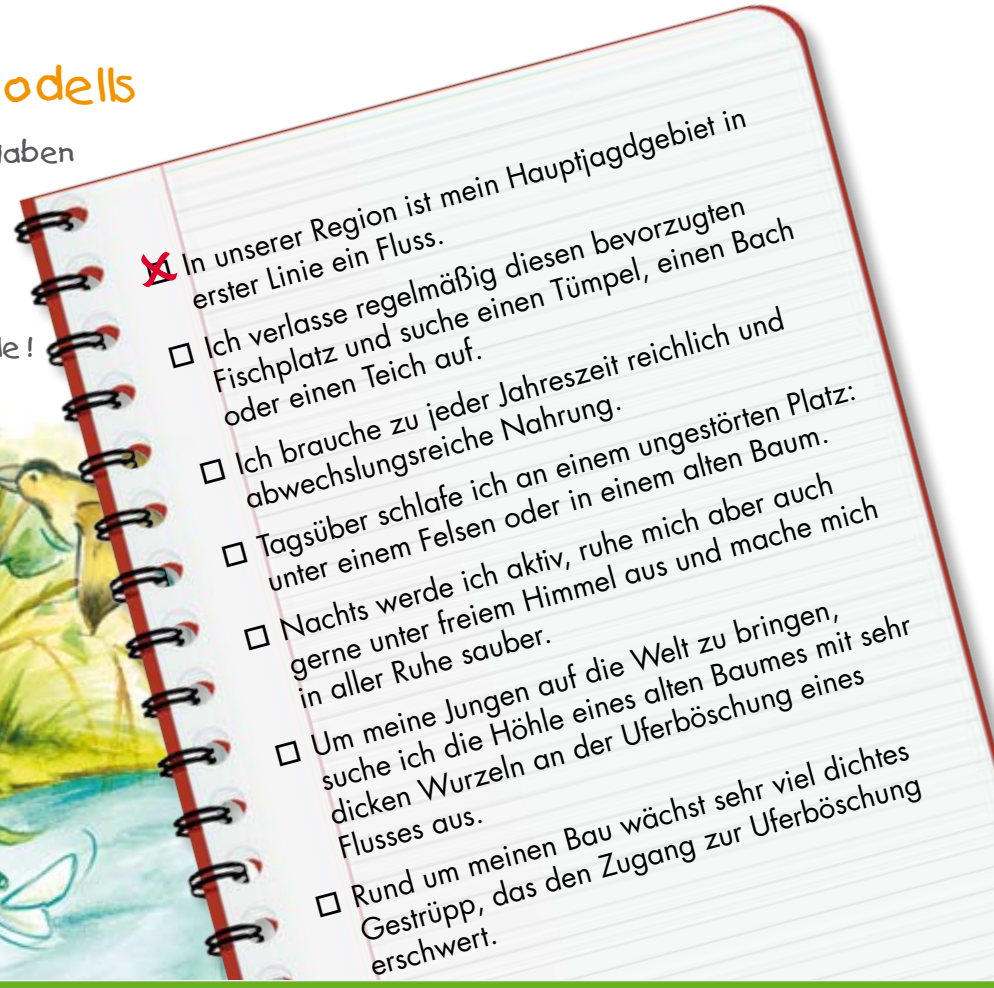 odells
aben
le!
In unserer Region ist mein Hauptjagdgebiet in
erster Linie ein Fluss.
Ich verlasse regelmäßig diesen bevorzugten
Fischplatz und suche einen Tümpel, einen Bach
oder einen Teich auf.
Ich brauche zu jeder Jahreszeit reichlich und
abwechslungsreiche Nahrung.
Tagsüber schlafe ich an einem ungestörten Platz:
unter einem Felsen oder in einem alten Baum.
Nachts werde ich aktiv, ruhe mich aber auch
gerne unter freiem Himmel aus und mache mich
in aller Ruhe sauber.
Um meine Jungen auf die Welt zu bringen,
suche ich die Höhle eines alten Baumes mit sehr
dicken Wurzeln an der Uferböschung eines
Flusses aus.
Rund um meinen Bau wächst sehr viel dichtes
Gestrüpp, das den Zugang zur Uferböschung
erschwert.